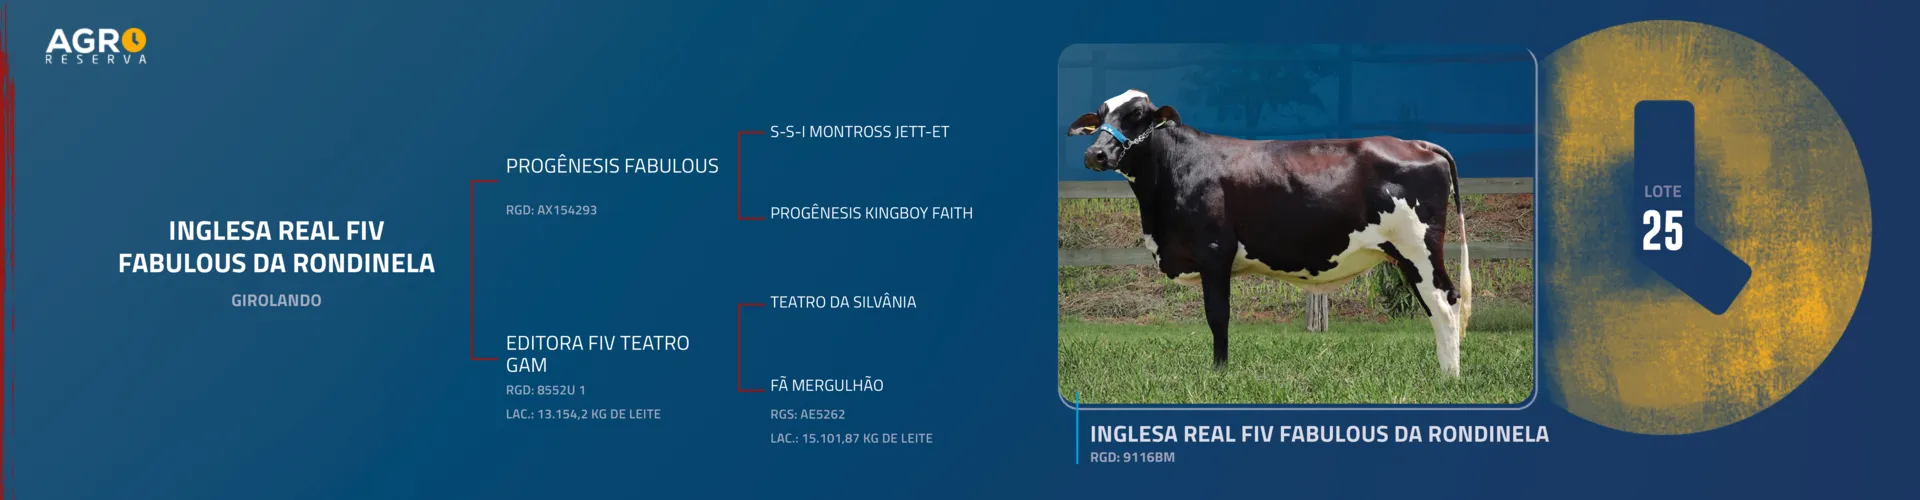 AGRO
RESERVA
INGLESA REAL FIV
FABULOUS DA RONDINELA
GIROLANDO
PROGÊNESIS FABULOUS
RGD: AX154293
EDITORA FIV TEATRO
GAM
RGD: 8552U 1
LAC.: 13.154,2 KG DE LEITE
S-S-I MONTROSS JETT-ET
PROGÊNESIS KINGBOY FAITH
TEATRO DA SILVÂNIA
FÃ MERGULHÃO
RGS: AE5262
LAC.: 15.101,87 KG DE LEITE
LOTE
25
INGLESA REAL FIV FABULOUS DA RONDINELA
RGD: 9116BM